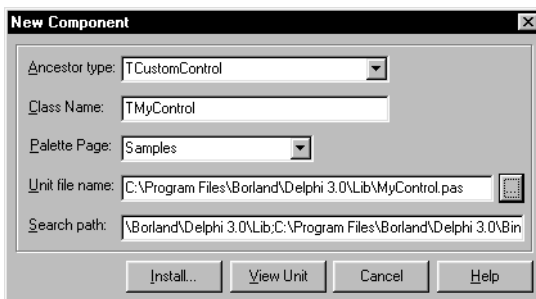 New Component
Ancestor type: TCustomControl
Class Name: TMyControl
Palette Page: Samples
Unit file name: C:\Program Files\Borland\Delphi 3.0\Lib\MyControl.pas ...
Search path: \Borland\Delphi 3.0\Lib;C:\Program Files\Borland\Delphi 3.0\Bin
Install... View Unit Cancel Help